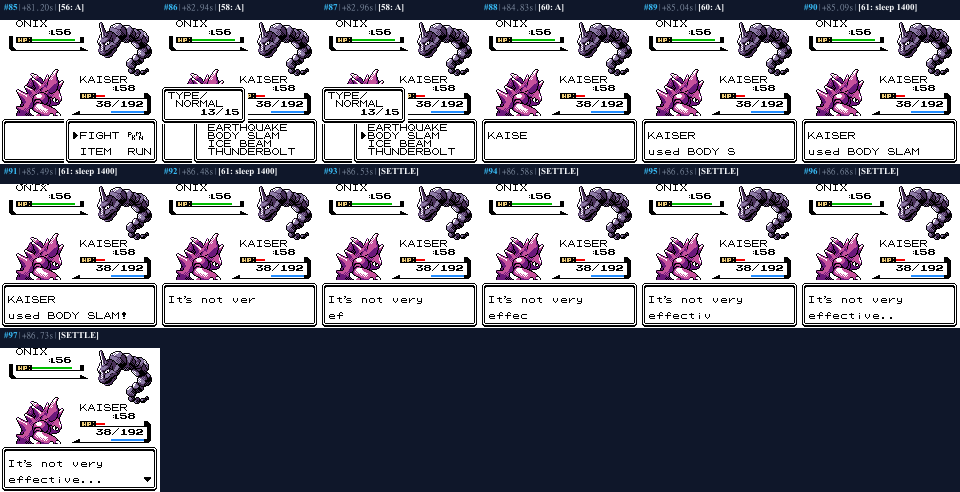 #85|+81.20s|[56: A]
ONIX
:L56
HP:
KAISER
:L58
HP:
38/192
▶FIGHT PKMN
ITEM RUN
#86|+82.94s|[58: A]
ONIX
:L56
HP:
TYPE/
NORMAL
13/15
KAISER
:L58
38/192
EARTHQUAKE
BODY SLAM
ICE BEAM
THUNDERBOLT
#87|+82.96s|[58: A]
ONIX
:L56
HP:
TYPE/
NORMAL
13/15
KAISER
:L58
38/192
EARTHQUAKE
▶BODY SLAM
ICE BEAM
THUNDERBOLT
#88|+84.83s|[60: A]
ONIX
:L56
HP:
KAISER
:L58
HP:
38/192
KAISE
#89|+85.04s|[60: A]
ONIX
:L56
HP:
KAISER
:L58
HP:
38/192
KAISER
used BODY S
#90|+85.09s|[61: sleep 1400]
ONIX
:L56
HP:
KAISER
:L58
HP:
38/192
KAISER
used BODY SLAM
#91|+85.49s|[61: sleep 1400]
ONIX
:L56
HP:
KAISER
:L58
HP:
38/192
KAISER
used BODY SLAM!
#92|+86.48s|[61: sleep 1400]
ONIX
:L56
HP:
KAISER
:L58
HP:
38/192
It's not ver
#93|+86.53s|[SETTLE]
ONIX
:L56
HP:
KAISER
:L58
HP:
38/192
It's not very
ef
#94|+86.58s|[SETTLE]
ONIX
:L56
HP:
KAISER
:L58
HP:
38/192
It's not very
effec
#95|+86.63s|[SETTLE]
ONIX
:L56
HP:
KAISER
:L58
HP:
38/192
It's not very
effectiv
#96|+86.68s|[SETTLE]
ONIX
:L56
HP:
KAISER
:L58
HP:
38/192
It's not very
effective..
#97|+86.73s|[SETTLE]
ONIX
:L56
HP:
KAISER
:L58
HP:
38/192
It's not very
effective...